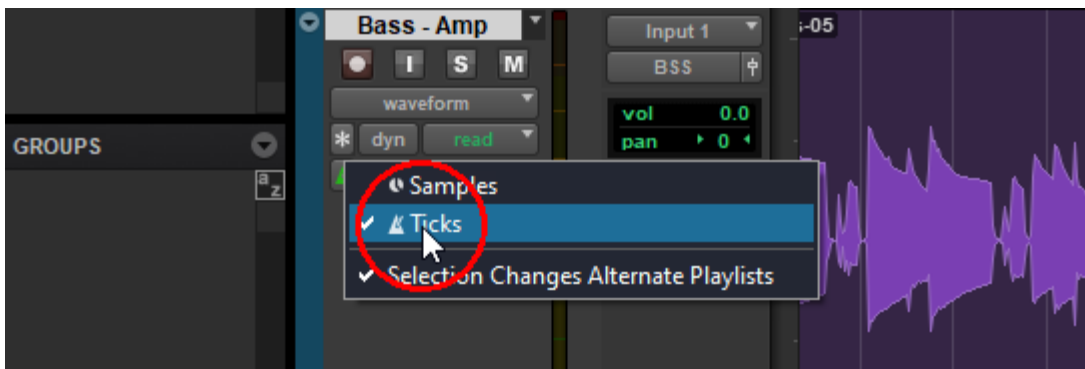 Bass - Amp
I S M
waveform
dyn read
Input 1
BSS
vol 0.0
pan 0
-05
GROUPS
a z
Samples
Ticks
Selection Changes Alternate Playlists